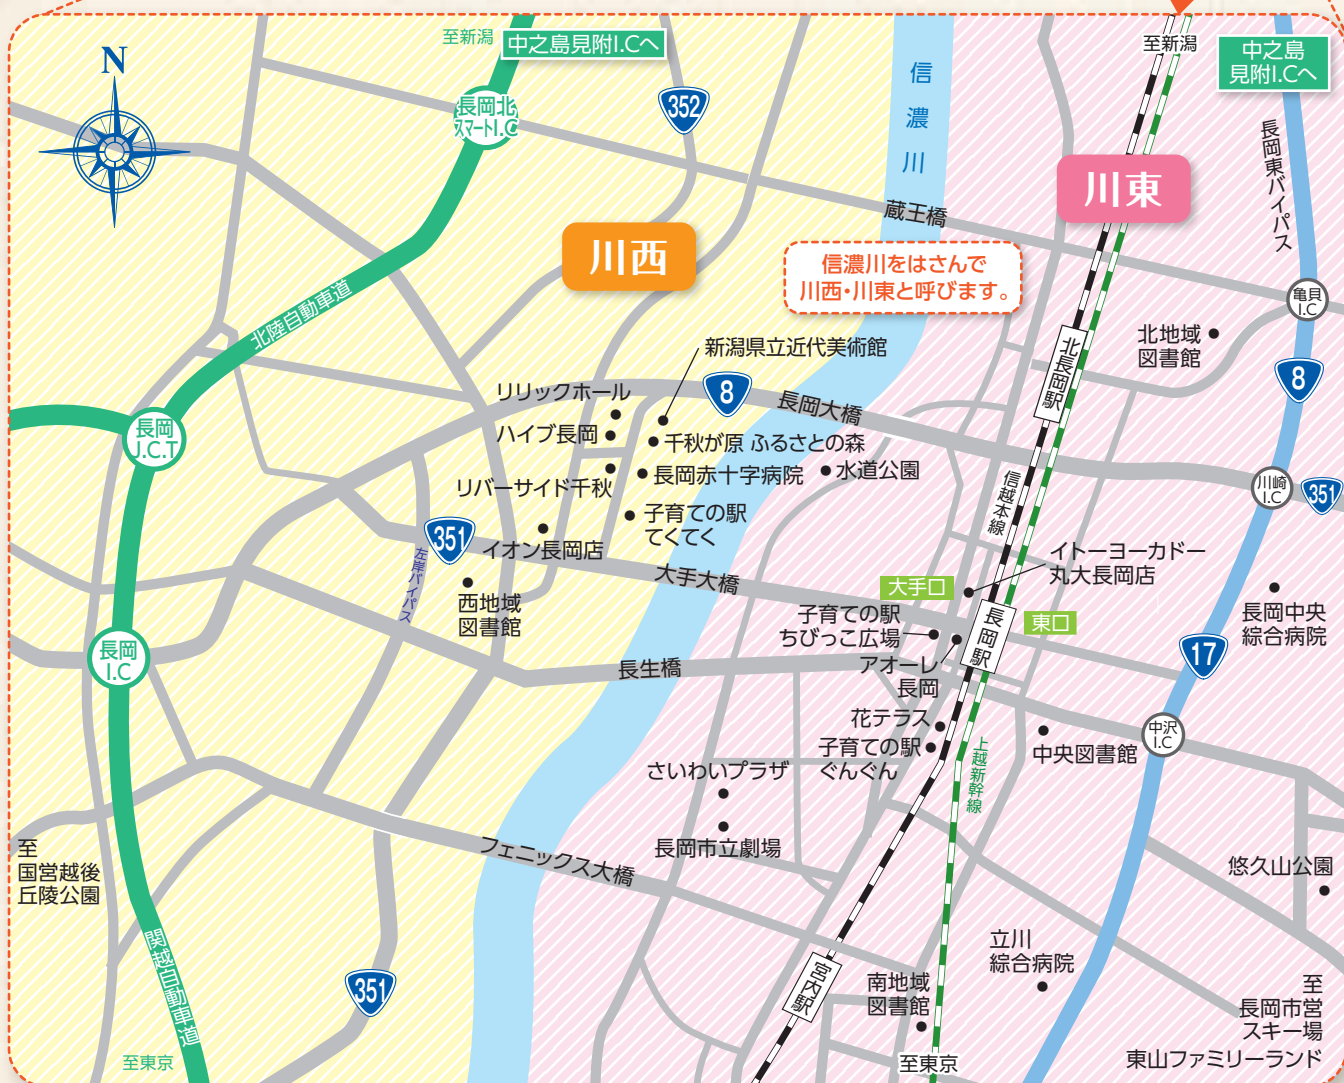 至新潟
中之島見附I.Cへ
至新潟
中之島
見附I.Cへ
N
長岡北
スマートI.C
352
信濃川
長岡東バイパス
川東
蔵王橋
川西
信濃川をはさんで
川西・川東と呼びます。
北陸自動車道
亀貝
I.C
北地域
図書館
北長岡駅
新潟県立近代美術館
8
8
リリックホール
長岡大橋
長岡
J.C.T
ハイブ長岡
千秋が原 ふるさとの森
長岡赤十字病院
水道公園
リバーサイド千秋
川崎
I.C
351
信越本線
子育ての駅
てくてく
351
イオン長岡店
左岸バイパス
大手大橋
イトーヨーカドー
丸大長岡店
大手口
西地域
図書館
子育ての駅
ちびっこ広場
長岡駅
東口
長岡中央
綜合病院
長岡
I.C
長生橋
アオーレ
長岡
17
花テラス
中沢
I.C
子育ての駅
ぐんぐん
上越新幹線
中央図書館
さいわいプラザ
長岡市立劇場
フェニックス大橋
至
国営越後
丘陵公園
悠久山公園
関越自動車道
立川
綜合病院
351
宮内駅
南地域
図書館
至
長岡市営
スキー場
東山ファミリーランド
至東京
至東京